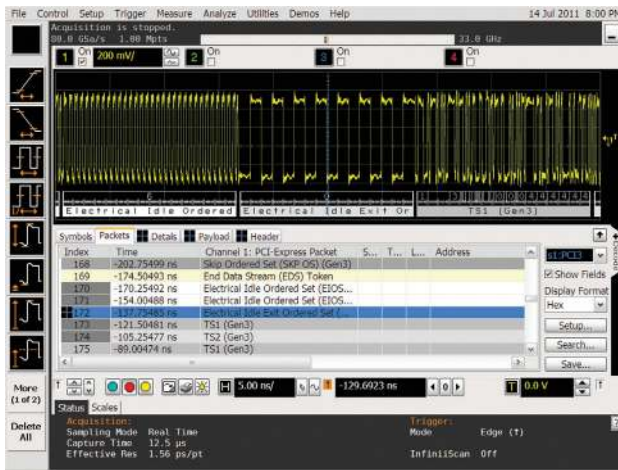 File Control Setup Trigger Measure Analyze Utilities Demos Help 14 Jul 2011 8:00 PM
Acquisition is stopped.
80.0 GSa/s 1.00 Mpts 33.0 GHz
1 On 200 mV/ 2 On 3 On 4 On
Electrical Idle Ordered Electrical Idle Exit Or TS1 (Gen3)
Symbols Packets Details Payload Header
Index Time Channel 1: PCI-Express Packet S... T... L... Address
168 -202.75499 ns Skip Ordered Set (SKP OS) (Gen3)
169 -174.50493 ns End Data Stream (EDS) Token
170 -170.25492 ns Electrical Idle Ordered Set (EIOS...
171 -154.00488 ns Electrical Idle Ordered Set (EIOS...
172 -137.75485 ns Electrical Idle Exit Ordered Set (...
173 -121.50481 ns TS1 (Gen3)
174 -105.25477 ns TS2 (Gen3)
175 -89.00474 ns TS1 (Gen3)
s1:PCI3
Show Fields
Display Format
Hex
Setup...
Search...
Save...
More
(1 of 2)
Delete
All
H 5.00 ns/ -129.6923 ns 0 T 0.0 V
Status Scales
Acquisition: Trigger:
Sampling Mode Real Time Mode Edge (↑)
Capture Time 12.5 µs
Effective Res 1.56 ps/pt InfiniiScan Off